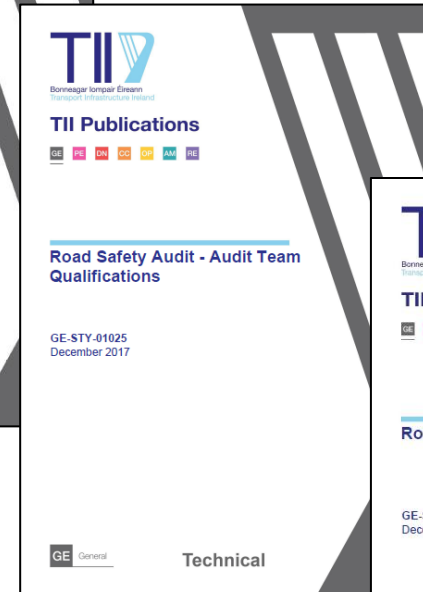 TII
Bonneagar Iompair Éireann
Transport Infrastructure Ireland
TII Publications
GE PE DN CC OP AM RE
Road Safety Audit - Audit Team
Qualifications
GE-STY-01025
December 2017
GE General
Technical
GE